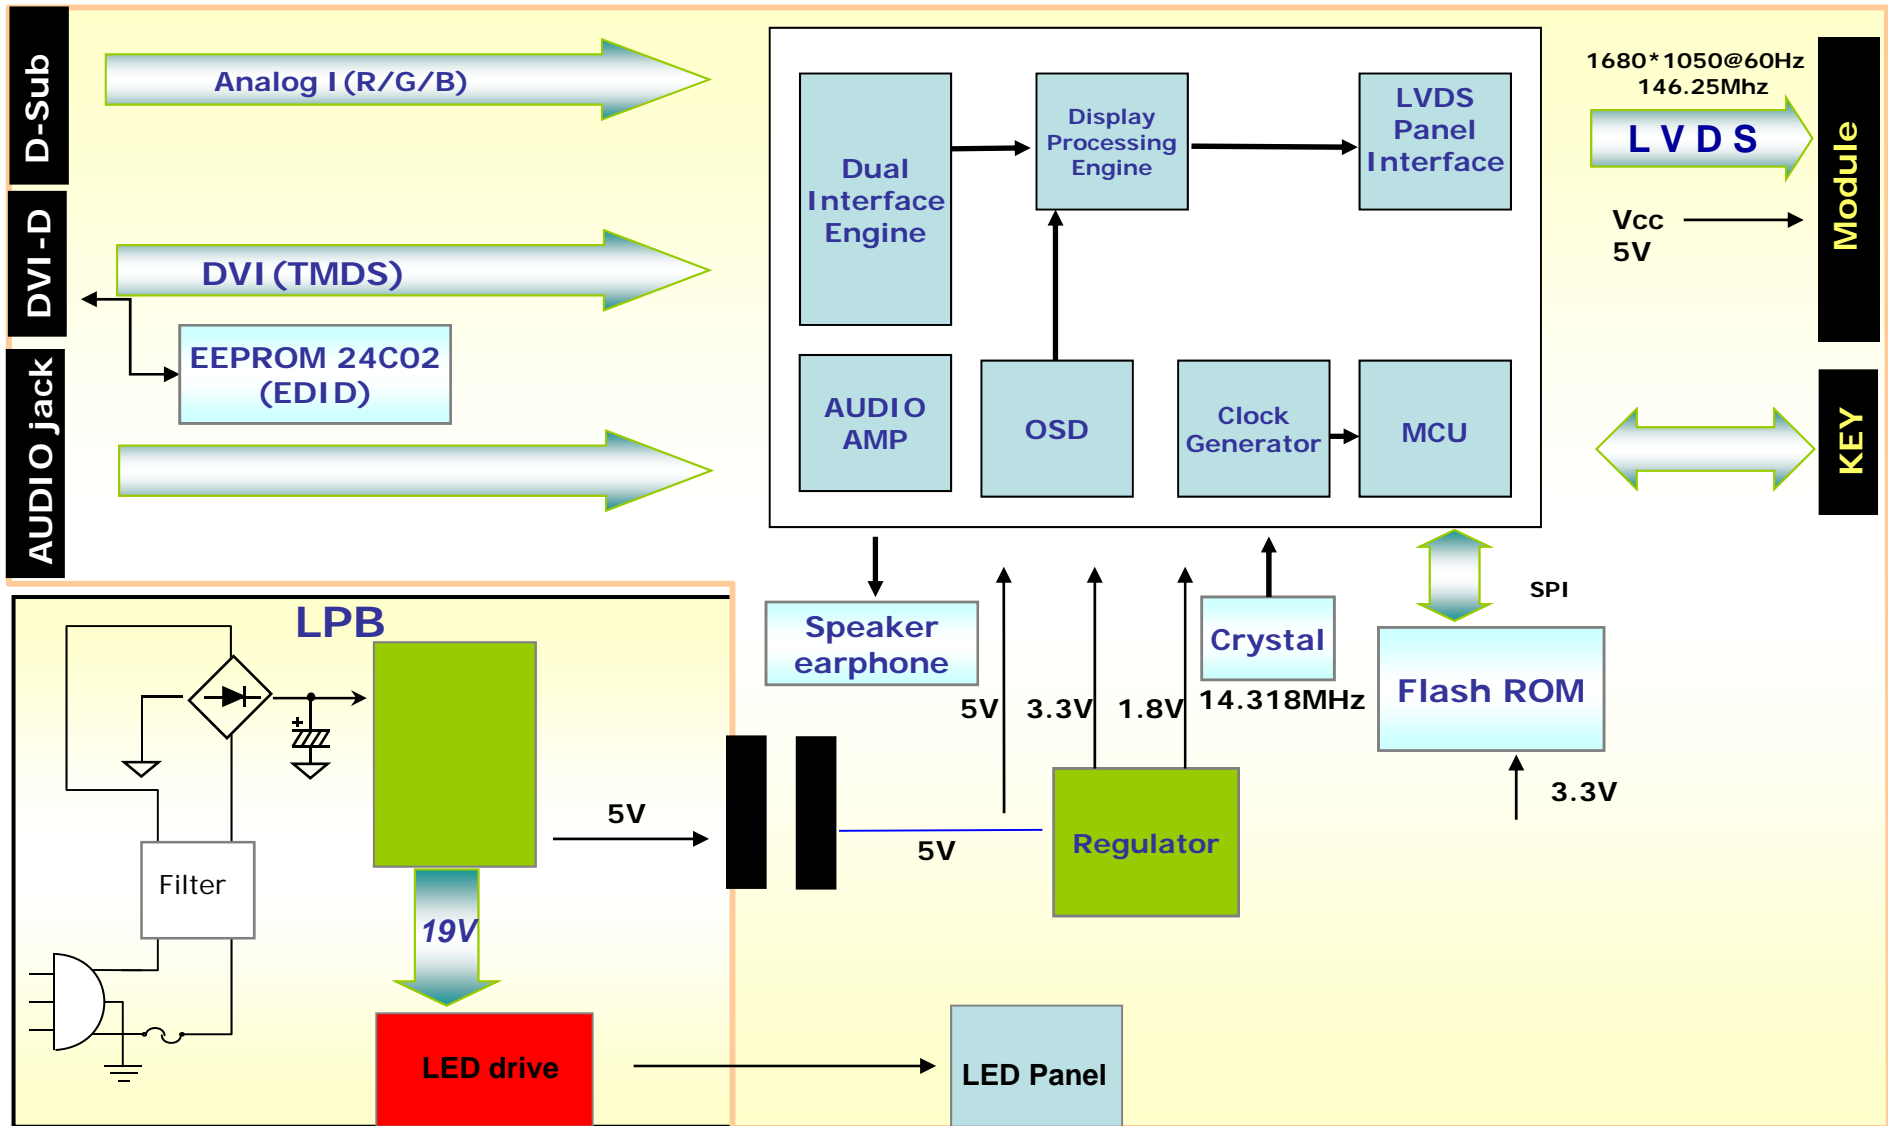 D-Sub
Analog I (R/G/B)
DVI-D
DVI (TMDS)
EEPROM 24C02
(EDID)
AUDIO jack
Dual
Interface
Engine
Display
Processing
Engine
LVDS
Panel
Interface
AUDIO
AMP
OSD
Clock
Generator
MCU
1680*1050@60Hz
146.25Mhz
LVDS
Module
Vcc
5V
KEY
SPI
Speaker
earphone
Crystal
14.318MHz
Flash ROM
3.3V
5V
3.3V
1.8V
Regulator
5V
LPB
5V
Filter
19V
LED drive
LED Panel